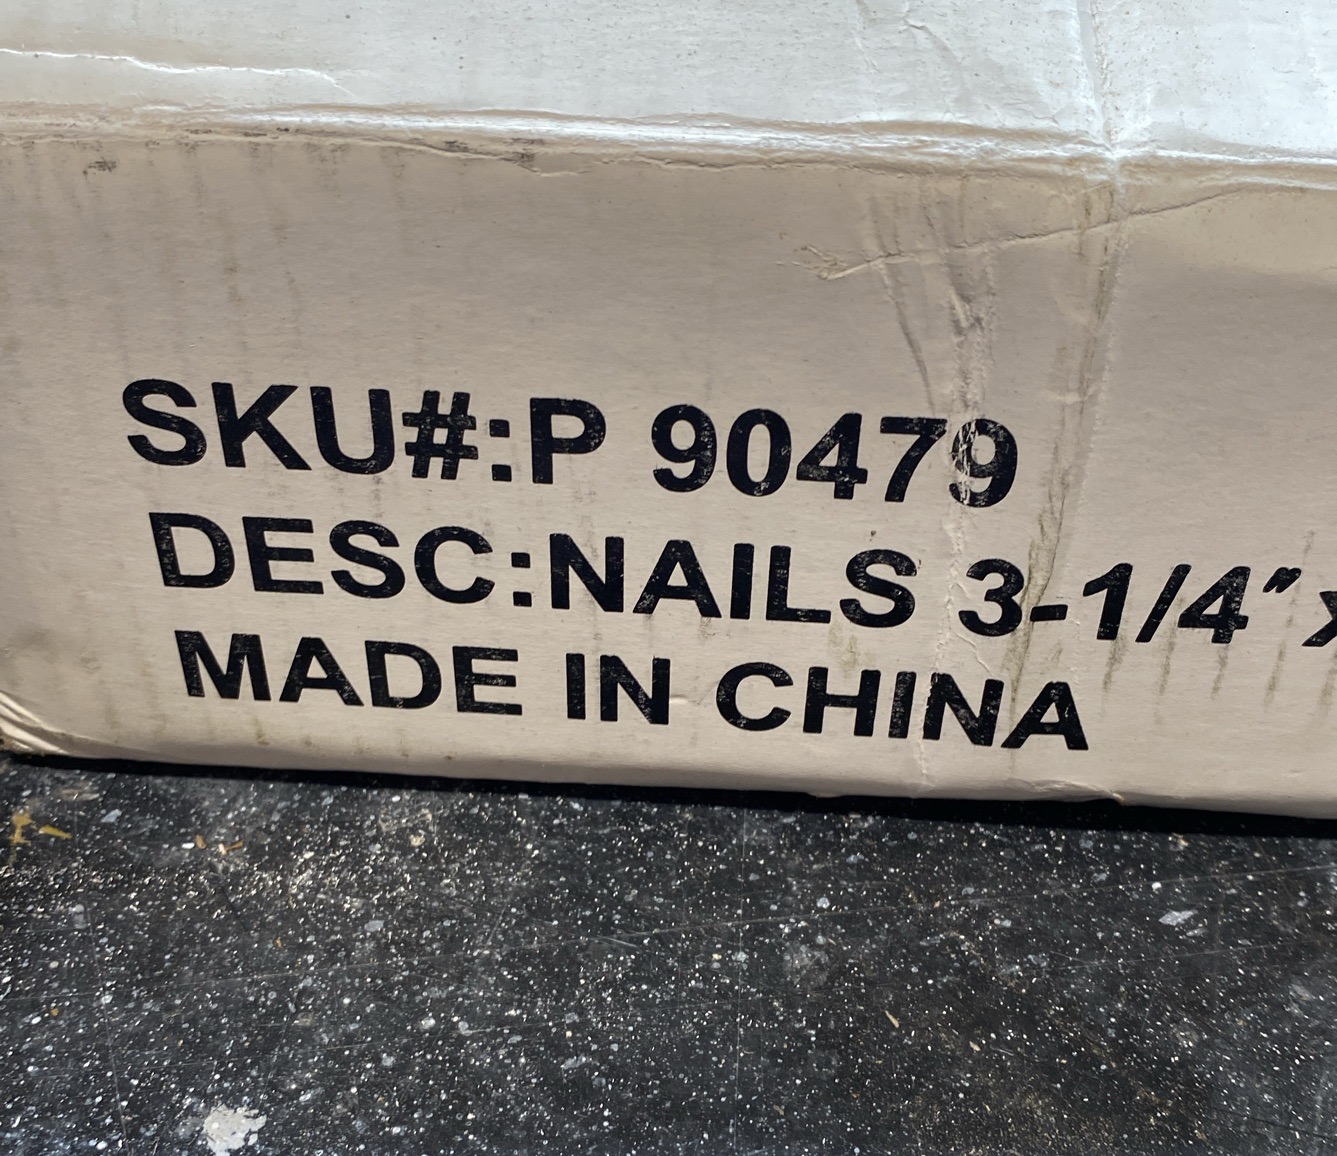 SKU#:P 90479
DESC:NAILS 3-1/4"
MADE IN CHINA